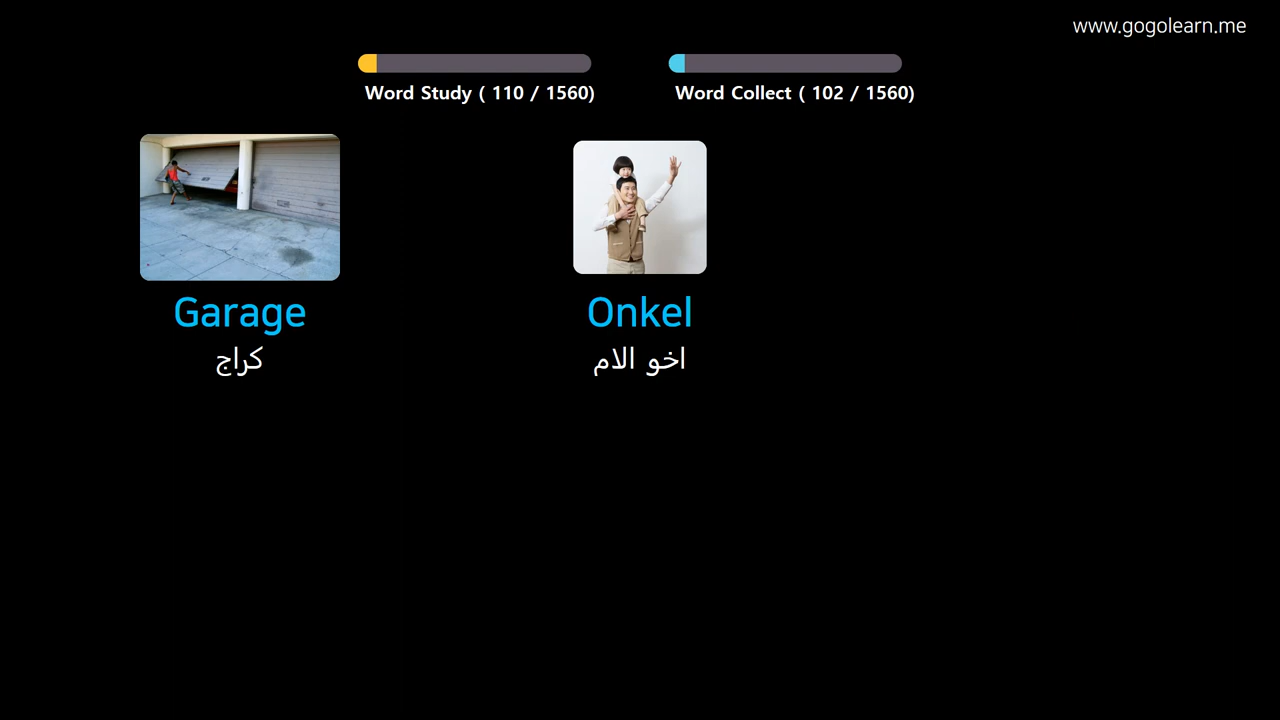 www.gogolearn.me
Word Study ( 110 / 1560)
Word Collect ( 102 / 1560)
Garage
كراج
Onkel
اخو الام